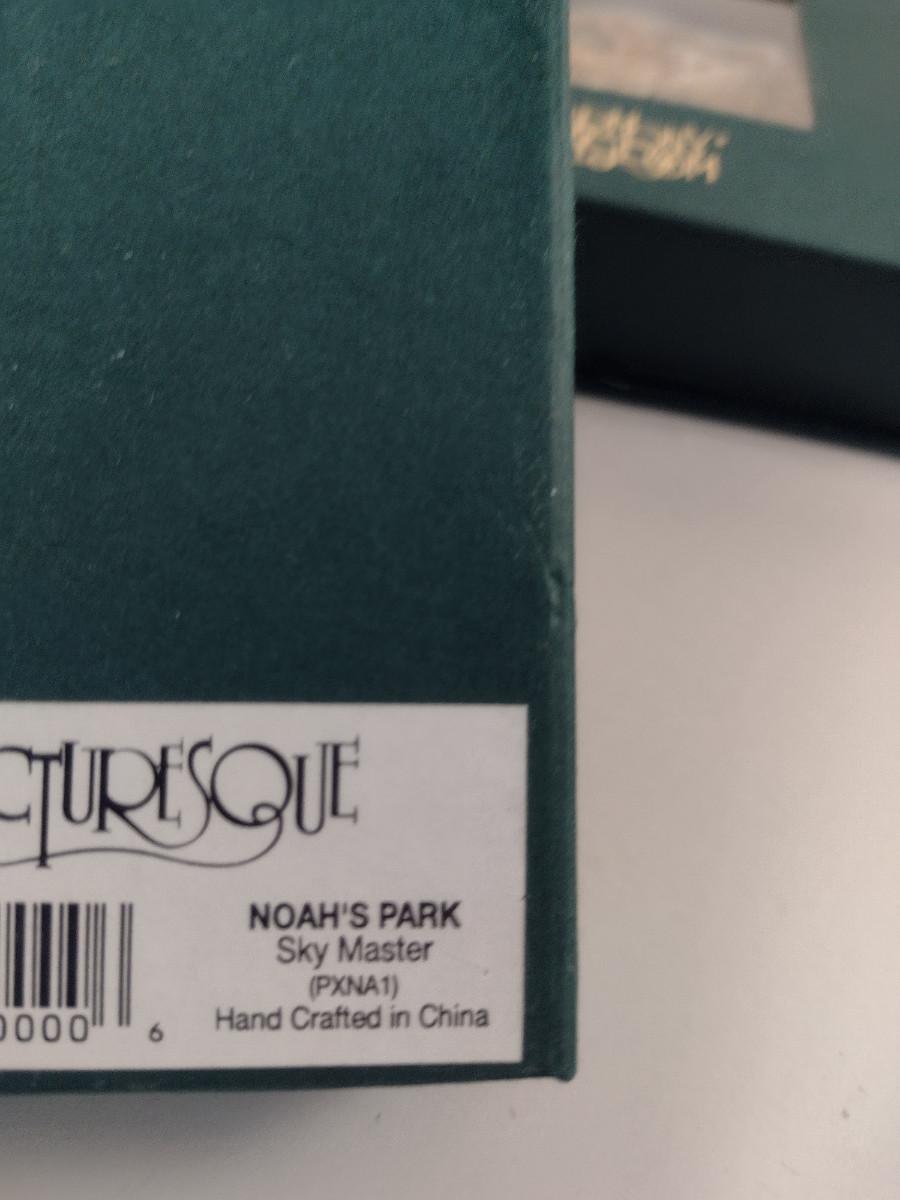 CTURESQUE
NOAH'S PARK
Sky Master
(PXNA1)
Hand Crafted in China
0000 6